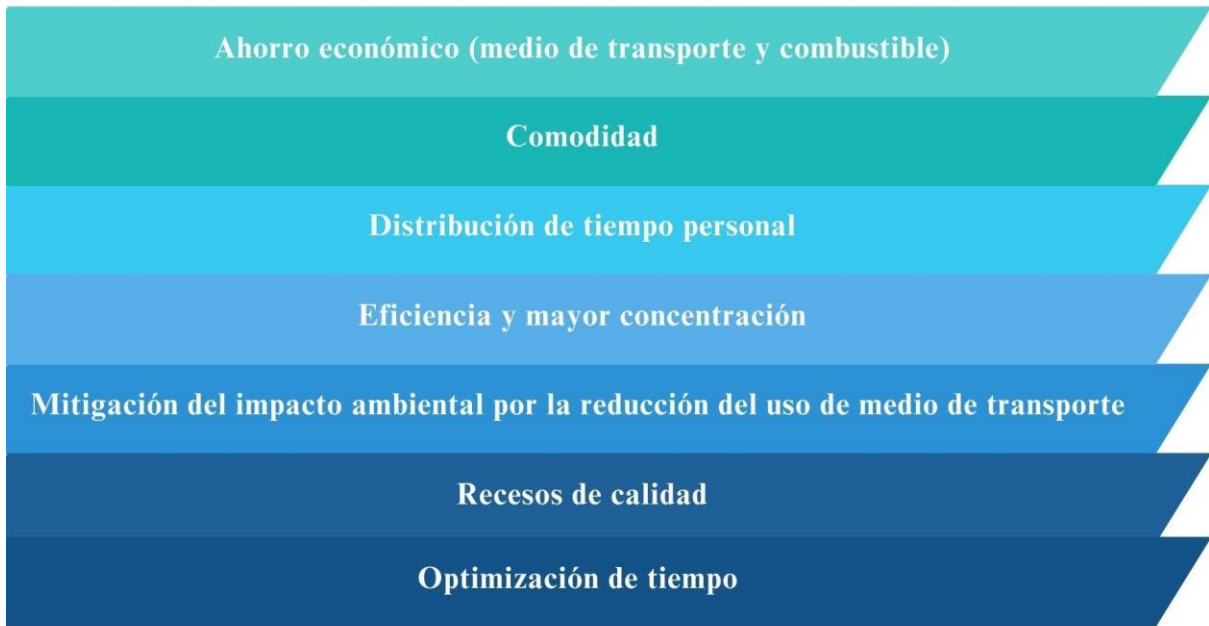 Ahorro económico (medio de transporte y combustible)
Comodidad
Distribución de tiempo personal
Eficiencia y mayor concentración
Mitigación del impacto ambiental por la reducción del uso de medio de transporte
Recesos de calidad
Optimización de tiempo